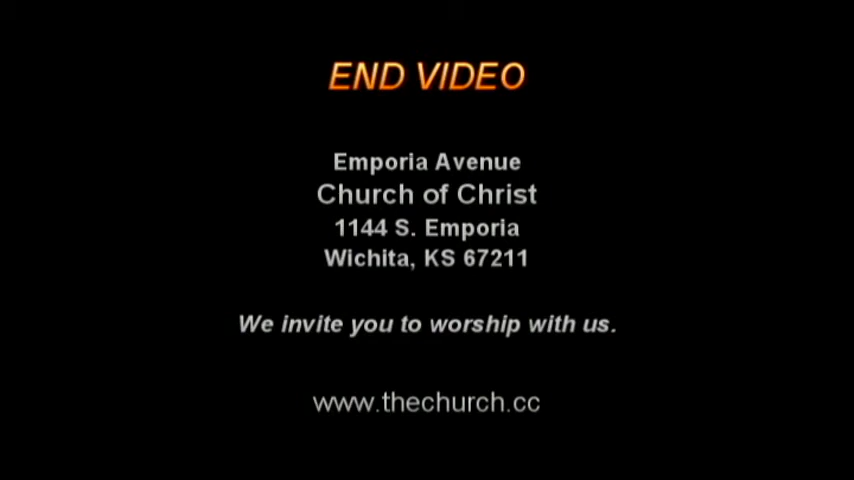 END VIDEO
Emporia Avenue
Church of Christ
1144 S. Emporia
Wichita, KS 67211
We invite you to worship with us.
www.thechurch.cc